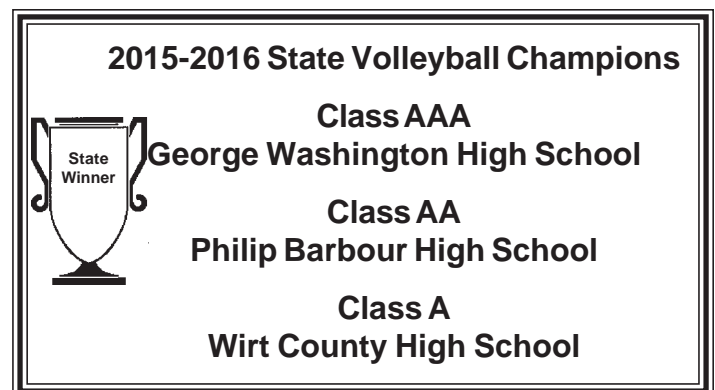 2015-2016 State Volleyball Champions
Class AAA
George Washington High School
State
Winner
Class AA
Philip Barbour High School
Class A
Wirt County High School